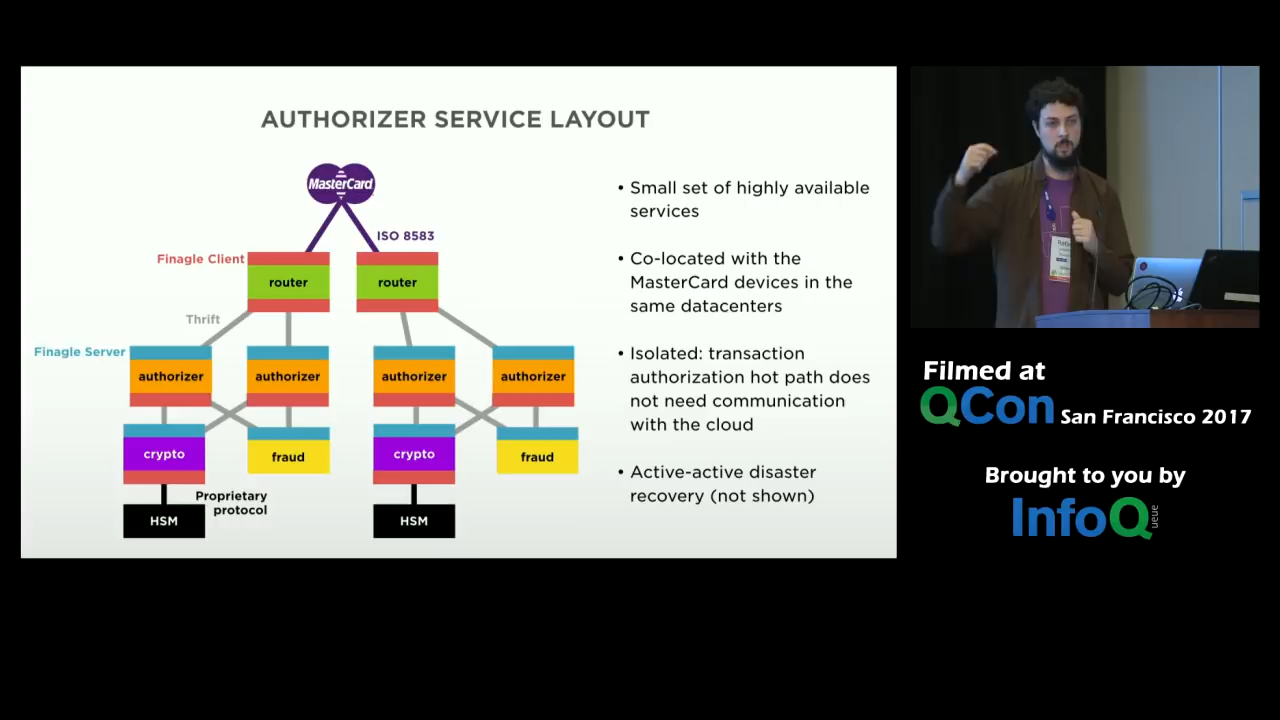 AUTHORIZER SERVICE LAYOUT
MasterCard
ISO 8583
Finagle Client
router
router
Thrift
Finagle Server
authorizer
authorizer
authorizer
authorizer
crypto
fraud
crypto
fraud
Proprietary
protocol
HSM
HSM
• Small set of highly available
services
• Co-located with the
MasterCard devices in the
same datacenters
• Isolated: transaction
authorization hot path does
not need communication
with the cloud
• Active-active disaster
recovery (not shown)
Filmed at
QCon San Francisco 2017
Brought to you by
InfoQ
ueue